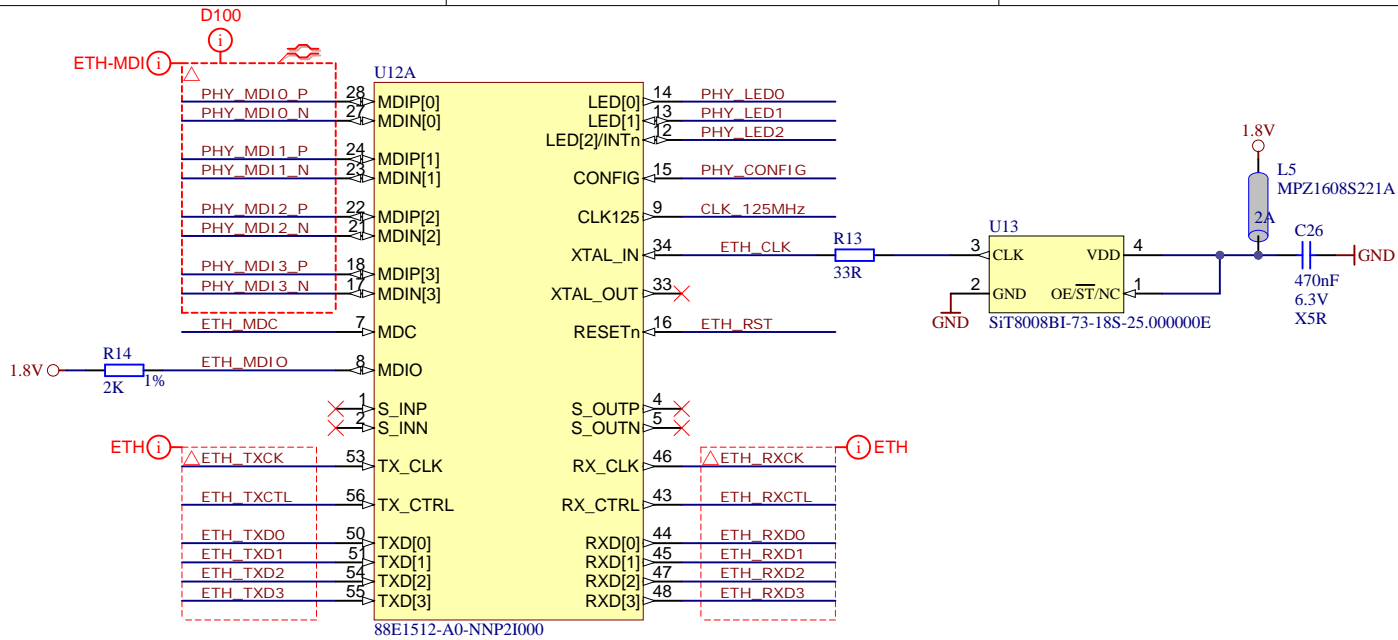 D100
i
ETH-MDI i
U12A
PHY_MDI0_P 28 MDIP[0] LED[0] 14 PHY_LED0
PHY_MDI0_N 27 MDIN[0] LED[1] 13 PHY_LED1
LED[2]/INTn 12 PHY_LED2
PHY_MDI1_P 24 MDIP[1]
PHY_MDI1_N 23 MDIN[1] CONFIG 15 PHY_CONFIG
PHY_MDI2_P 22 MDIP[2] CLK125 9 CLK_125MHz
PHY_MDI2_N 21 MDIN[2]
XTAL_IN 34 ETH_CLK
PHY_MDI3_P 18 MDIP[3]
PHY_MDI3_N 17 MDIN[3] XTAL_OUT 33
ETH_MDC 7 MDC RESETn 16 ETH_RST
1.8V R14 2K 1% ETH_MDIO 8 MDIO
1 S_INP S_OUTP 4
2 S_INN S_OUTN 5
ETH i
i ETH
ETH_TXCK 53 TX_CLK RX_CLK 46 ETH_RXCK
ETH_TXCTL 56 TX_CTRL RX_CTRL 43 ETH_RXCTL
ETH_TXD0 50 TXD[0] RXD[0] 44 ETH_RXD0
ETH_TXD1 51 TXD[1] RXD[1] 45 ETH_RXD1
ETH_TXD2 54 TXD[2] RXD[2] 47 ETH_RXD2
ETH_TXD3 55 TXD[3] RXD[3] 48 ETH_RXD3
88E1512-A0-NNP2I000
R13
33R
U13
3 CLK VDD 4
2 GND OE/ST/NC 1
GND
SiT8008BI-73-18S-25.000000E
1.8V
L5
MPZ1608S221A
2A
C26
GND
470nF
6.3V
X5R